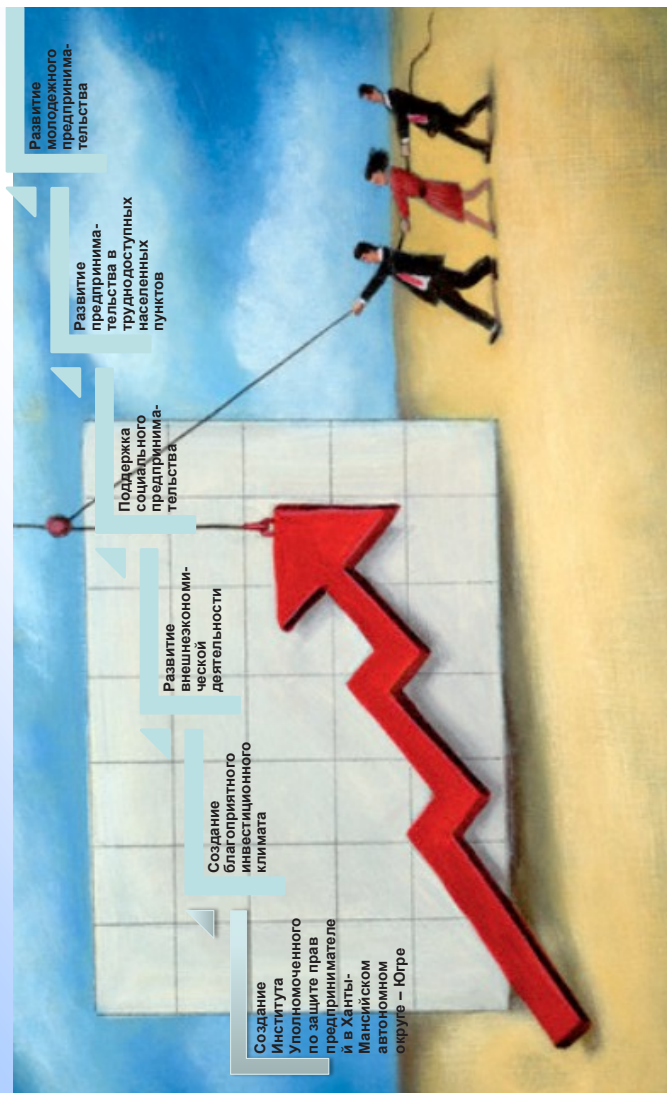 Создание
Института
Уполномоченного
по защите прав
предпринимателе
й в Ханты-
Мансийском
автономном
округе – Югре
Создание
благоприятного
инвестиционного
климата
Развитие
внешнеэкономи-
ческой
деятельности
Поддержка
социального
предпринима-
тельства
Развитие
предпринима-
тельства в
труднодоступных
населенных
пунктов
Развитие
молодежного
предпринима-
тельства